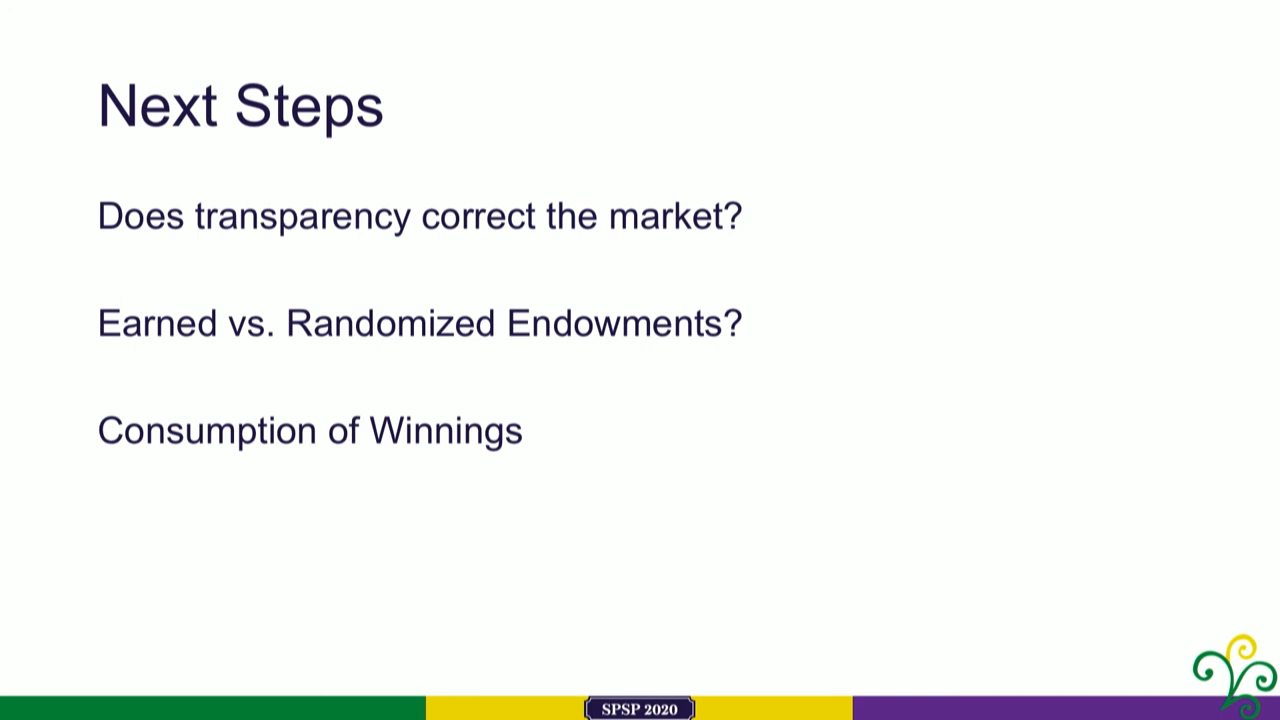 Next Steps
Does transparency correct the market?
Earned vs. Randomized Endowments?
Consumption of Winnings
SPSP 2020